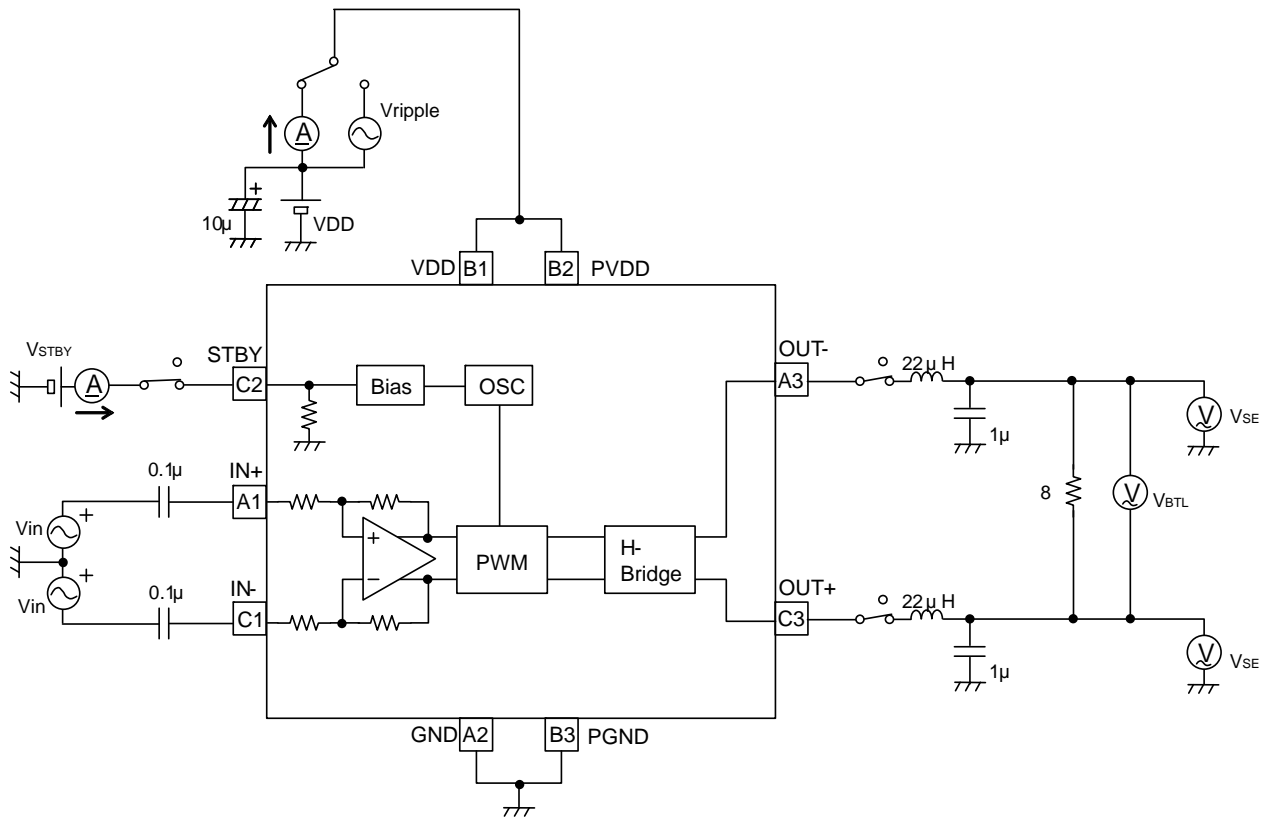 Vripple
A
10µ
+
VDD
VDD B1 B2 PVDD
VSTBY
A
STBY
C2
Bias
OSC
OUT-
A3
22µH
1µ
V
VSE
0.1µ
IN+
A1
Vin
+
+
Vin
0.1µ
IN-
C1
+
−
PWM
H-
Bridge
8
V
VBTL
OUT+
C3
22µH
1µ
V
VSE
GND A2 B3 PGND